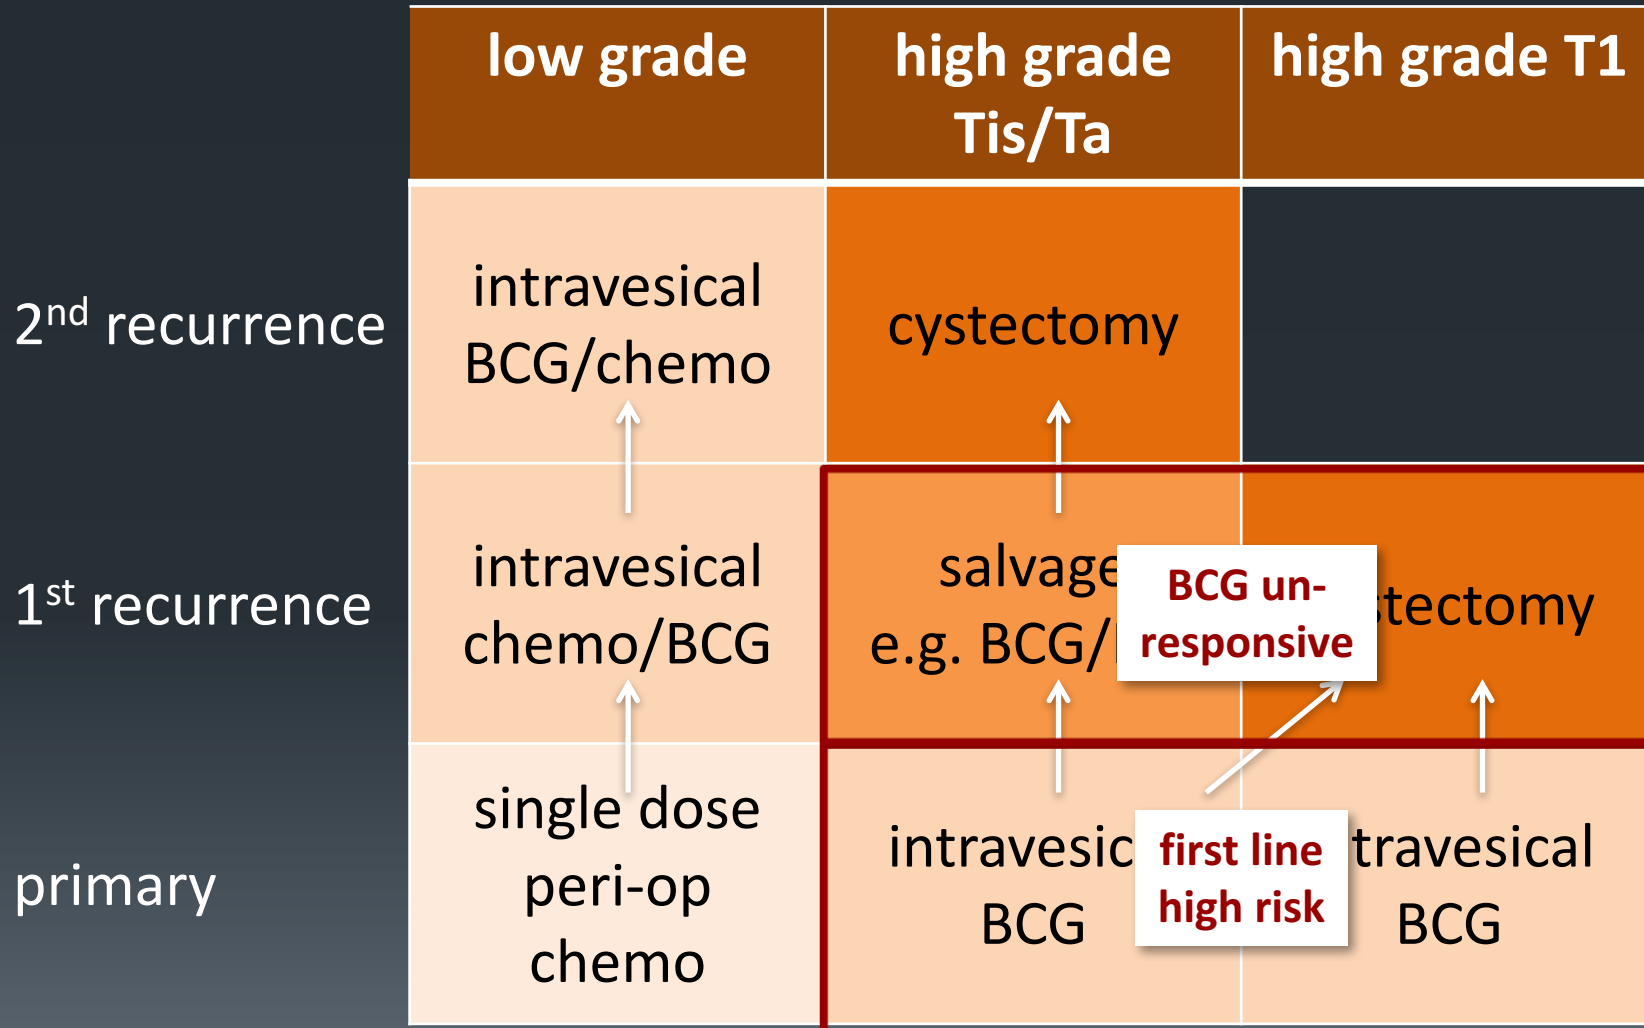 low grade
high grade
Tis/Ta
high grade T1
2nd recurrence
intravesical
BCG/chemo
cystectomy
1st recurrence
intravesical
chemo/BCG
salvage
e.g. BCG/
BCG un-
responsive
stectomy
primary
single dose
peri-op
chemo
intravesic
BCG
first line
high risk
travesical
BCG